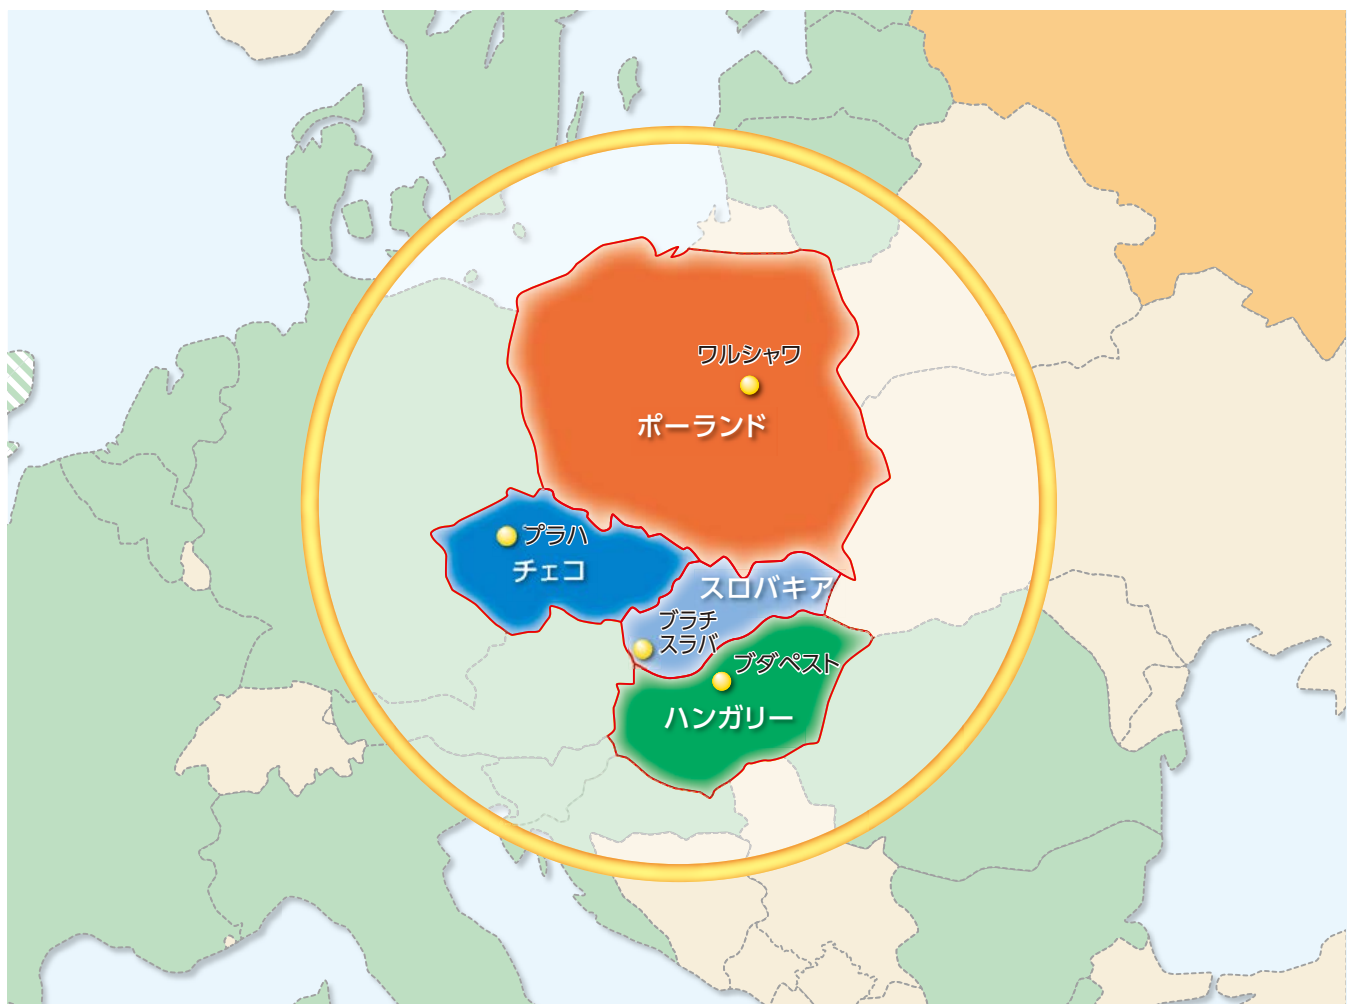 ワルシャワ
ポーランド
プラハ
チェコ
スロバキア
ブラチ
スラバ
ブダペスト
ハンガリー